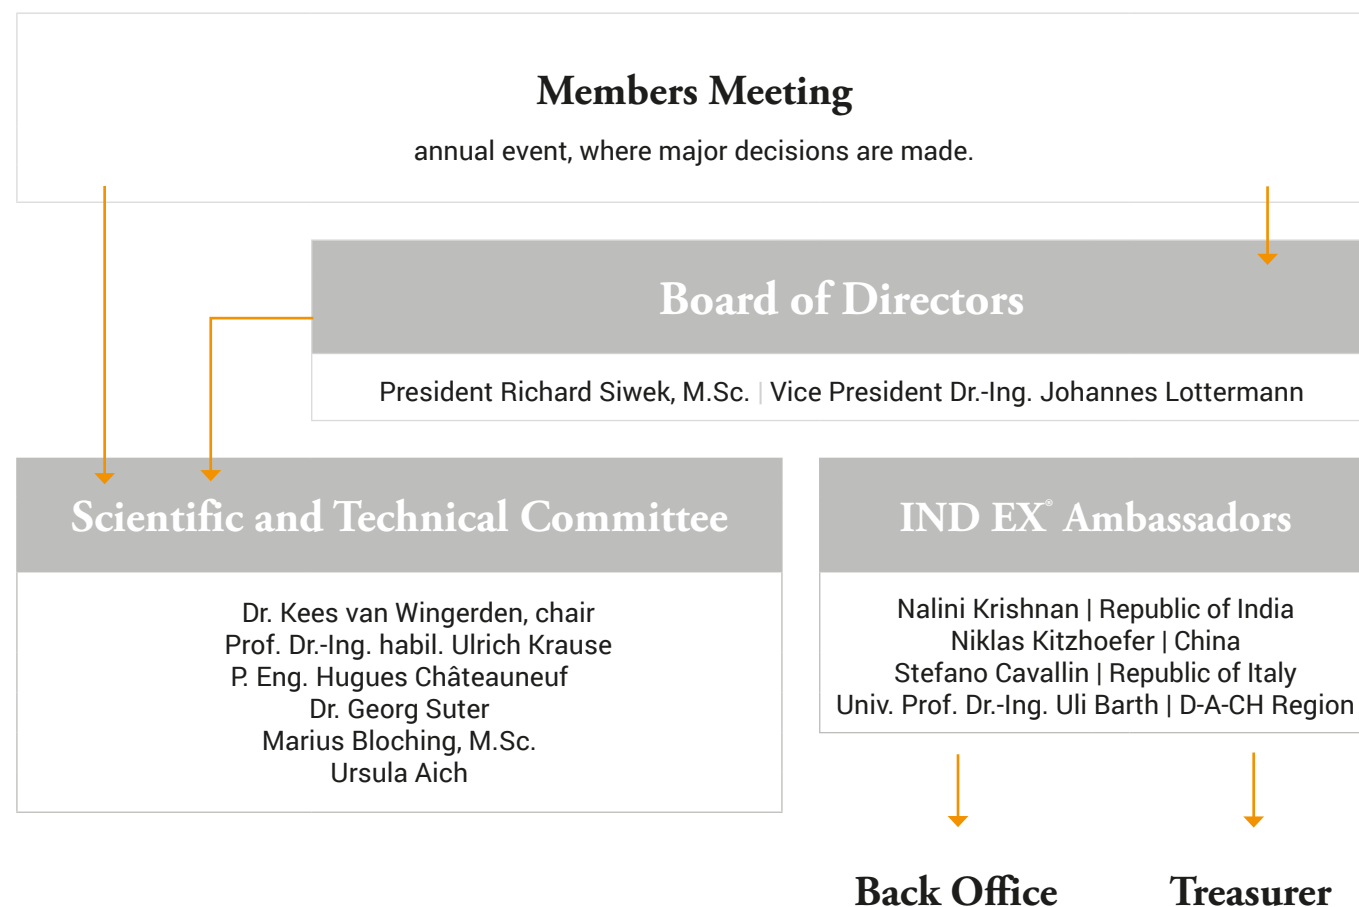 Members Meeting
annual event, where major decisions are made.
Board of Directors
President Richard Siwek, M.Sc. | Vice President Dr.-Ing. Johannes Lottermann
Scientific and Technical Committee
Dr. Kees van Wingerden, chair
Prof. Dr.-Ing. habil. Ulrich Krause
P. Eng. Hugues Châteauneuf
Dr. Georg Suter
Marius Bloching, M.Sc.
Ursula Aich
IND EX® Ambassadors
Nalini Krishnan | Republic of India
Niklas Kitzhoefer | China
Stefano Cavallin | Republic of Italy
Univ. Prof. Dr.-Ing. Uli Barth | D-A-CH Region
Back Office
Treasurer